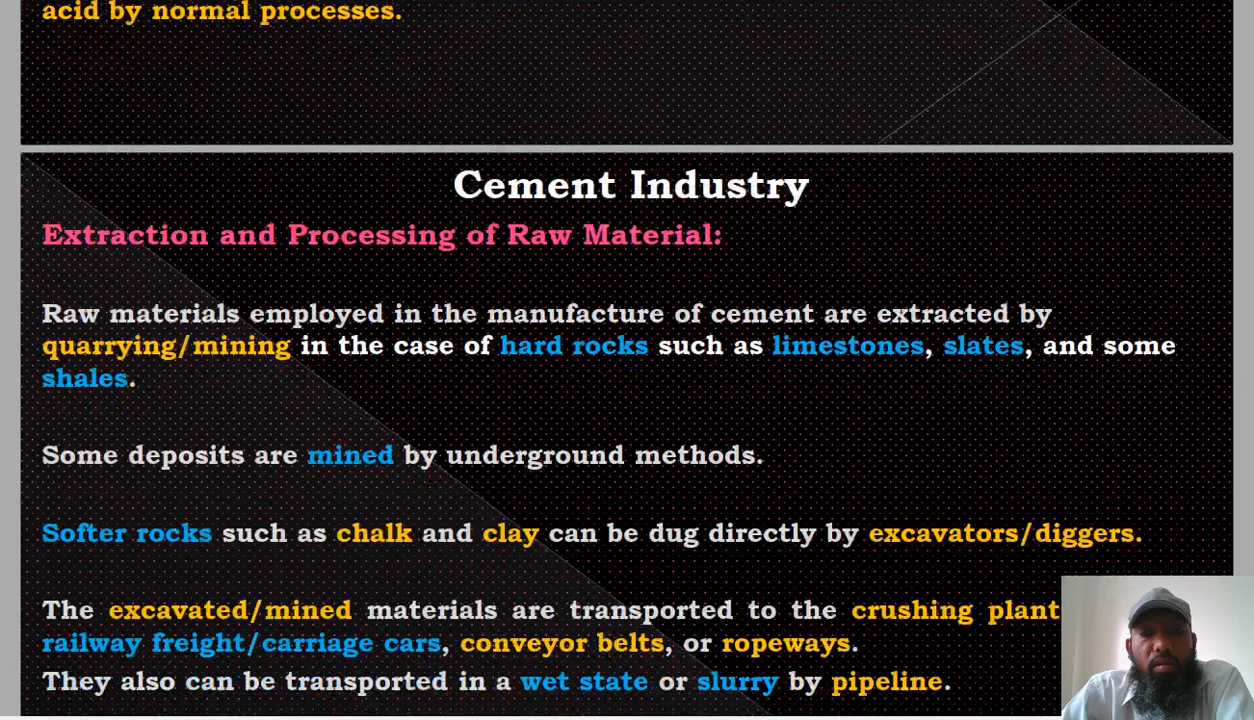 acid by normal processes.
Cement Industry
Extraction and Processing of Raw Material:
Raw materials employed in the manufacture of cement are extracted by
quarrying/mining in the case of hard rocks such as limestones, slates, and some
shales.
Some deposits are mined by underground methods.
Softer rocks such as chalk and clay can be dug directly by excavators/diggers.
The excavated/mined materials are transported to the crushing plant
railway freight/carriage cars, conveyor belts, or ropeways.
They also can be transported in a wet state or slurry by pipeline.